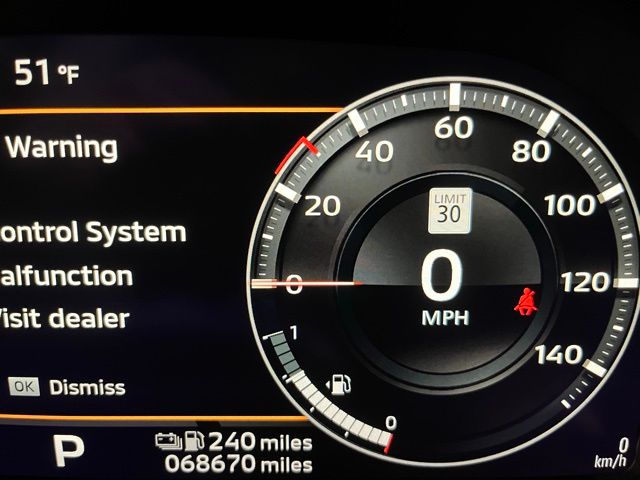 51 °F
Warning
ontrol System
alfunction
isit dealer
OK Dismiss
0
20
40
60
80
100
120
140
LIMIT
30
0
MPH
1
0
P
240 miles
068670 miles
0
km/h